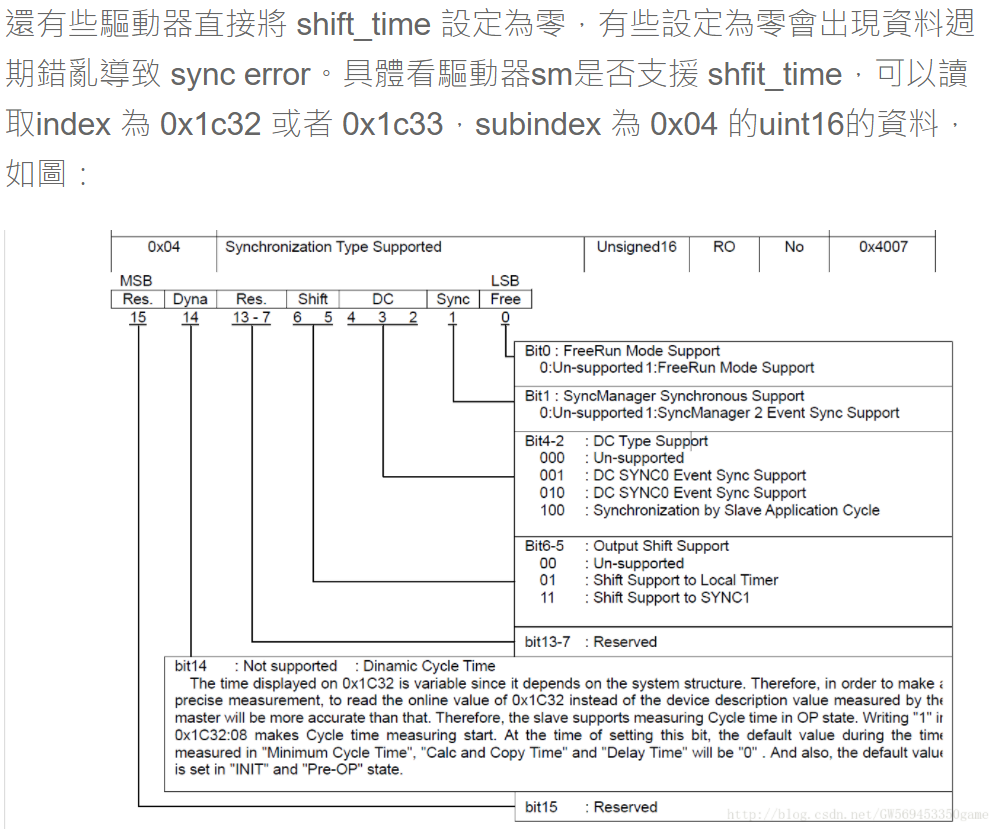 還有些驅動器直接將 shift_time 設定為零，有些設定為零會出現資料週
期錯亂導致 sync error。具體看驅動器sm是否支援 shfit_time，可以讀
取index 為 0x1c32 或者 0x1c33，subindex 為 0x04 的uint16的資料，
如圖：
0x04 Synchronization Type Supported Unsigned16 RO No 0x4007
MSB LSB
Res. Dyna Res. Shift DC Sync Free
15 14 13 - 7 6 5 4 3 2 1 0
Bit0 : FreeRun Mode Support
0:Un-supported 1:FreeRun Mode Support
Bit1 : SyncManager Synchronous Support
0:Un-supported 1:SyncManager 2 Event Sync Support
Bit4-2 : DC Type Support
000 : Un-supported
001 : DC SYNC0 Event Sync Support
010 : DC SYNC0 Event Sync Support
100 : Synchronization by Slave Application Cycle
Bit6-5 : Output Shift Support
00 : Un-supported
01 : Shift Support to Local Timer
11 : Shift Support to SYNC1
bit13-7 : Reserved
bit14 : Not supported : Dinamic Cycle Time
The time displayed on 0x1C32 is variable since it depends on the system structure. Therefore, in order to make a
precise measurement, to read the online value of 0x1C32 instead of the device description value measured by the
master will be more accurate than that. Therefore, the slave supports measuring Cycle time in OP state. Writing "1" in
0x1C32:08 makes Cycle time measuring start. At the time of setting this bit, the default value during the time
measured in "Minimum Cycle Time", "Calc and Copy Time" and "Delay Time" will be "0" . And also, the default value
is set in "INIT" and "Pre-OP" state.
bit15 : Reserved